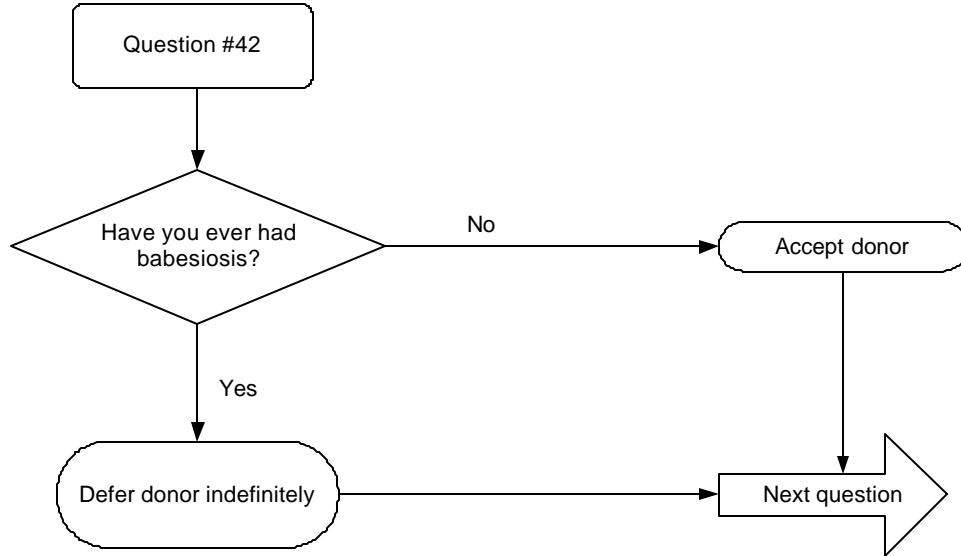 Question #42
Have you ever had
babesiosis?
No
Accept donor
Yes
Defer donor indefinitely
Next question